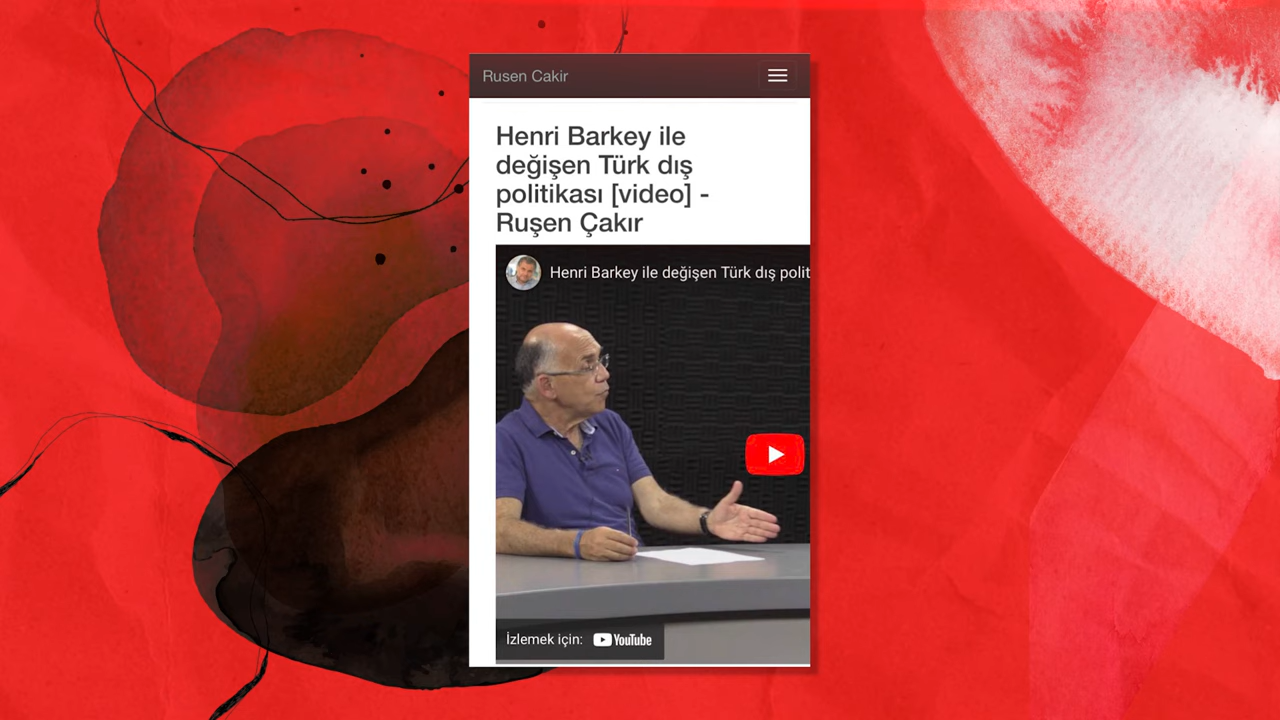 Rusen Cakir
Henri Barkey ile
değişen Türk dış
politikası [video] -
Ruşen Çakır
Henri Barkey ile değişen Türk dış polit
İzlemek için: YouTube